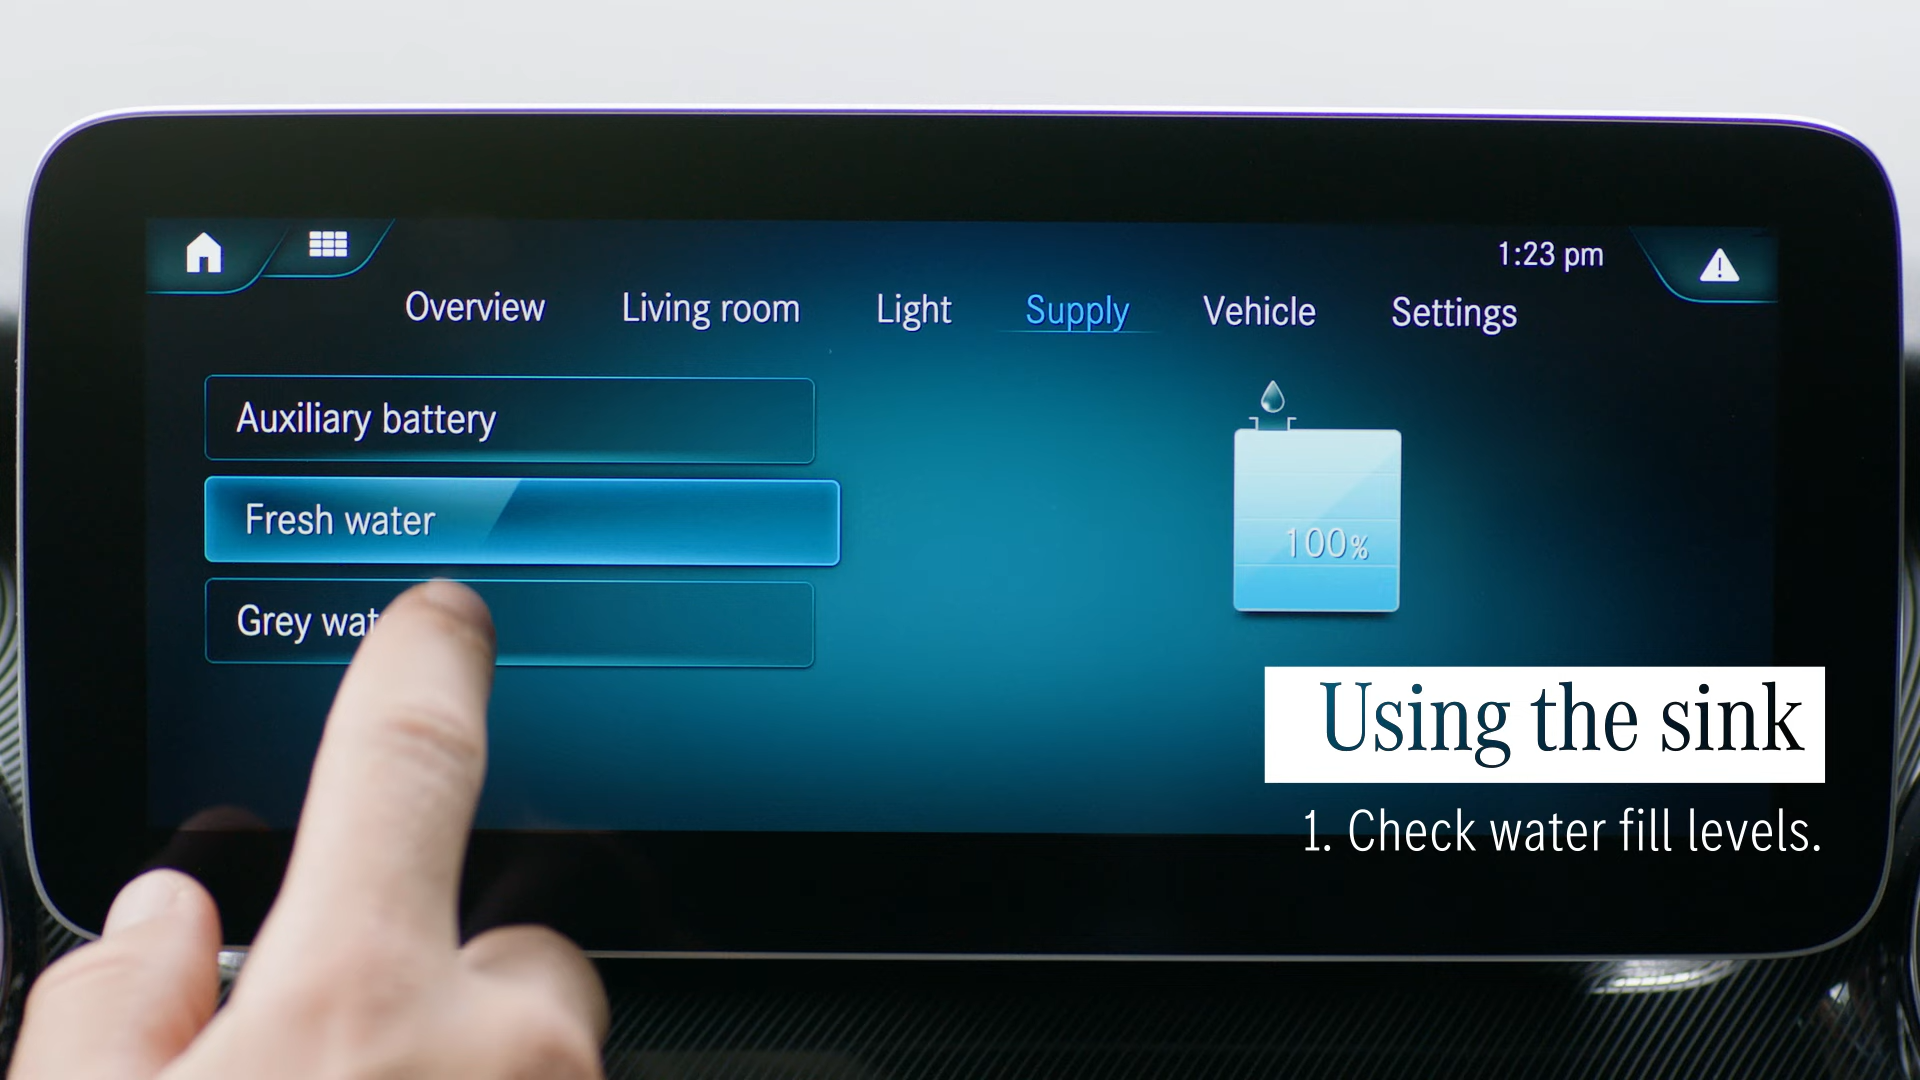 1:23 pm
Overview Living room Light Supply Vehicle Settings
Auxiliary battery
Fresh water
100%
Grey
Using the sink
1. Check water fill levels.